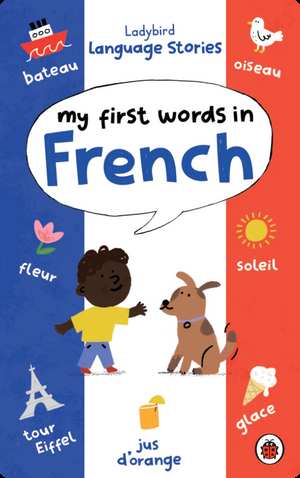 Ladybird
Language Stories
bateau
oiseau
my first words in
French
fleur
soleil
tour
Eiffel
jus
d'orange
glace